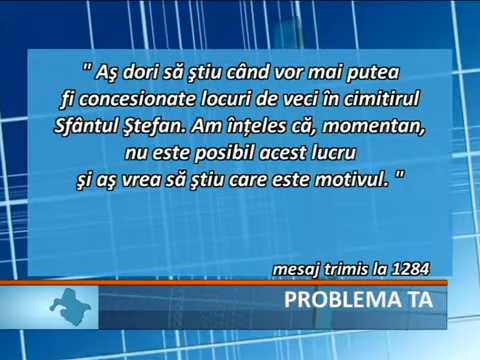 " Aş dori să ştiu când vor mai putea
fi concesionate locuri de veci în cimitirul
Sfântul Ştefan. Am înţeles că, momentan,
nu este posibil acest lucru
şi aş vrea să ştiu care este motivul. "
mesaj trimis la 1284
PROBLEMA TA